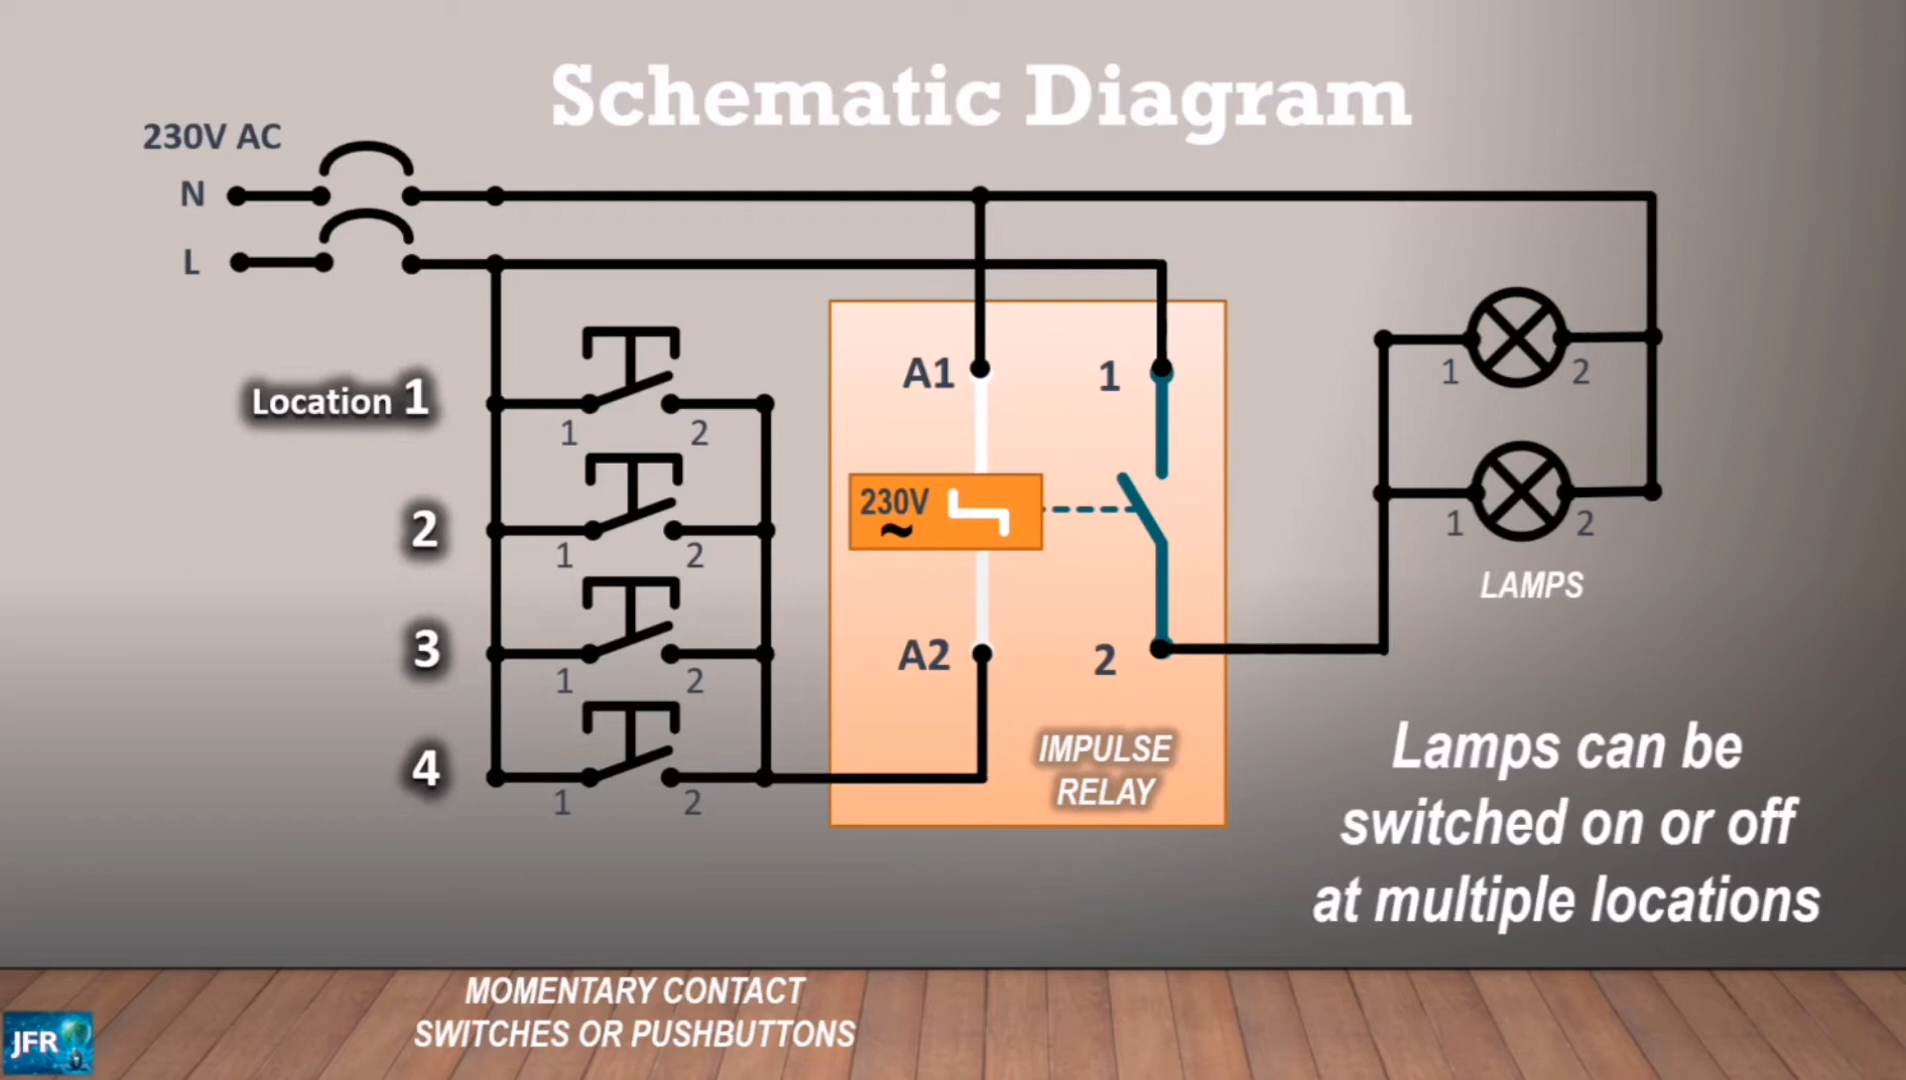 Schematic Diagram
230V AC
N
L
Location 1
1 2
2
1 2
3
1 2
4
1 2
A1
1
230V
~
A2
2
IMPULSE
RELAY
1 2
1 2
LAMPS
Lamps can be
switched on or off
at multiple locations
MOMENTARY CONTACT
SWITCHES OR PUSHBUTTONS
JFR